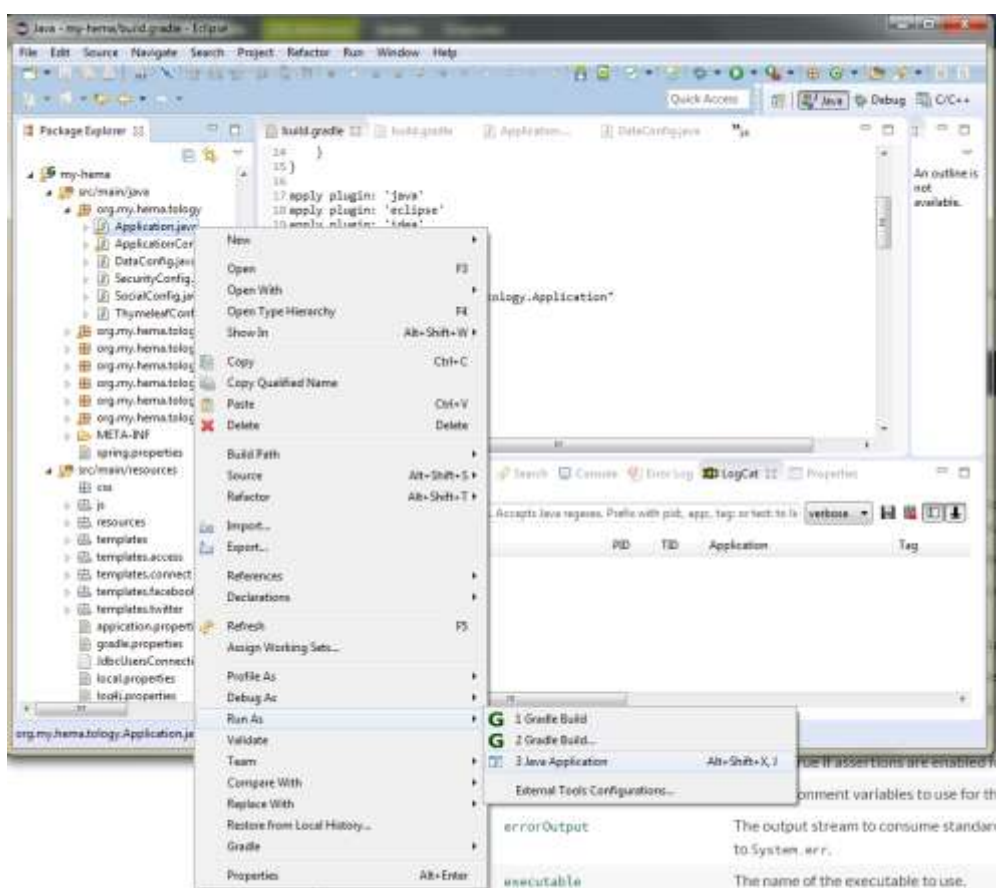 Java - my-hema/build.gradle - Eclipse
File Edit Source Navigate Search Project Refactor Run Window Help
Quick Access
Java
Debug
C/C++
Package Explorer
my-hema
src/main/java
org.my.hema.tology
Application.java
ApplicationCor
DataConfig.java
SecurityConfig.
SocialConfig.ja
ThymeleafConf
org.my.hema.tolog
org.my.hema.tolog
org.my.hema.tolog
org.my.hema.tolog
org.my.hema.tolog
org.my.hema.tolog
META-INF
spring.properties
src/main/resources
css
js
resources
templates
templates.access
templates.connect
templates.facebool
templates.twitter
appication.properti
gradle.properties
JdbcUsersConnecti
local.properties
org.my.hema.tology.Application.ja
build.gradle
build.gradle
Application....
DataConfig.java
14 }
15 }
16
17 apply plugin: 'java'
18 apply plugin: 'eclipse'
19 apply plugin: 'idea'
ology.Application"
An outline is
not
available.
New
Open F3
Open With
Open Type Hierarchy F4
Show In Alt+Shift+W
Copy Ctrl+C
Copy Qualified Name
Paste Ctrl+V
Delete Delete
Build Path
Source Alt+Shift+S
Refactor Alt+Shift+T
Import...
Export...
References
Declarations
Refresh F5
Assign Working Sets...
Profile As
Debug As
Run As
Validate
Team
Compare With
Replace With
Restore from Local History...
Gradle
Properties Alt+Enter
1 Gradle Build
2 Gradle Build...
3 Java Application Alt+Shift+X, J
External Tools Configurations...
Search
Console
Error Log
LogCat
Properties
Accepts Java regexes. Prefix with pid:, app:, tag: or text: to li
verbose
PID TID Application Tag
rue if assertions are enabled f
onment variables to use for th
errorOutput The output stream to consume standar
to System.err.
executable The name of the executable to use.